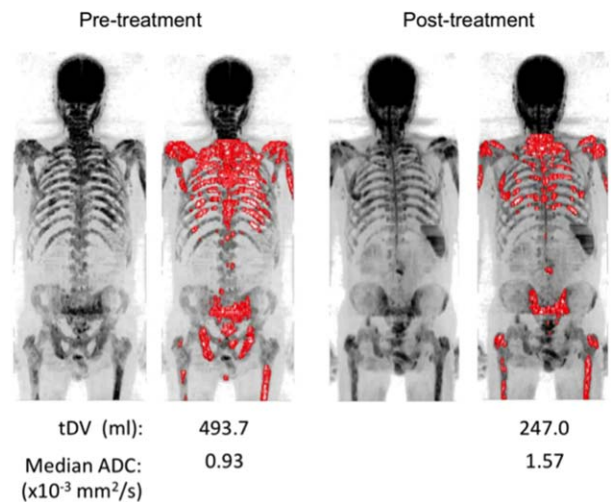 Pre-treatment Post-treatment
tDV (ml): 493.7 247.0
Median ADC: 0.93 1.57
(x10⁻³ mm²/s)